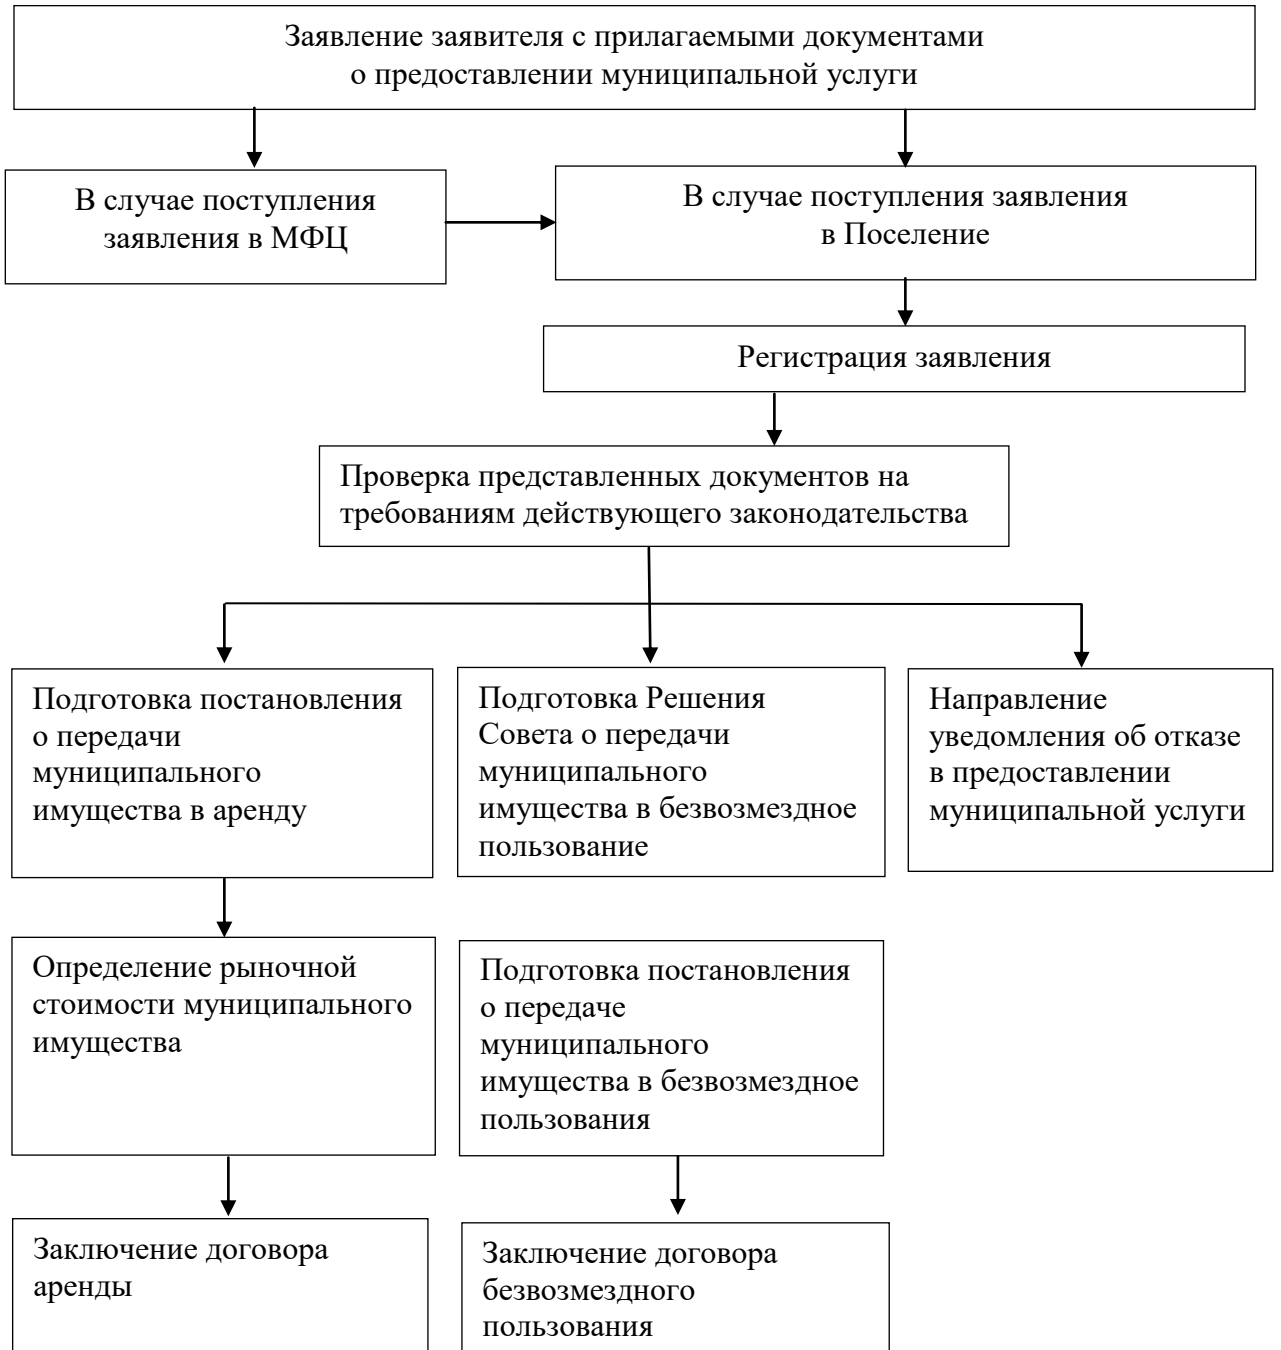 Заявление заявителя с прилагаемыми документами
о предоставлении муниципальной услуги
В случае поступления
заявления в МФЦ
В случае поступления заявления
в Поселение
Регистрация заявления
Проверка представленных документов на
требованиям действующего законодательства
Подготовка постановления
о передачи
муниципального
имущества в аренду
Подготовка Решения
Совета о передачи
муниципального
имущества в безвозмездное
пользование
Направление
уведомления об отказе
в предоставлении
муниципальной услуги
Определение рыночной
стоимости муниципального
имущества
Подготовка постановления
о передаче
муниципального
имущества в безвозмездное
пользования
Заключение договора
аренды
Заключение договора
безвозмездного
пользования